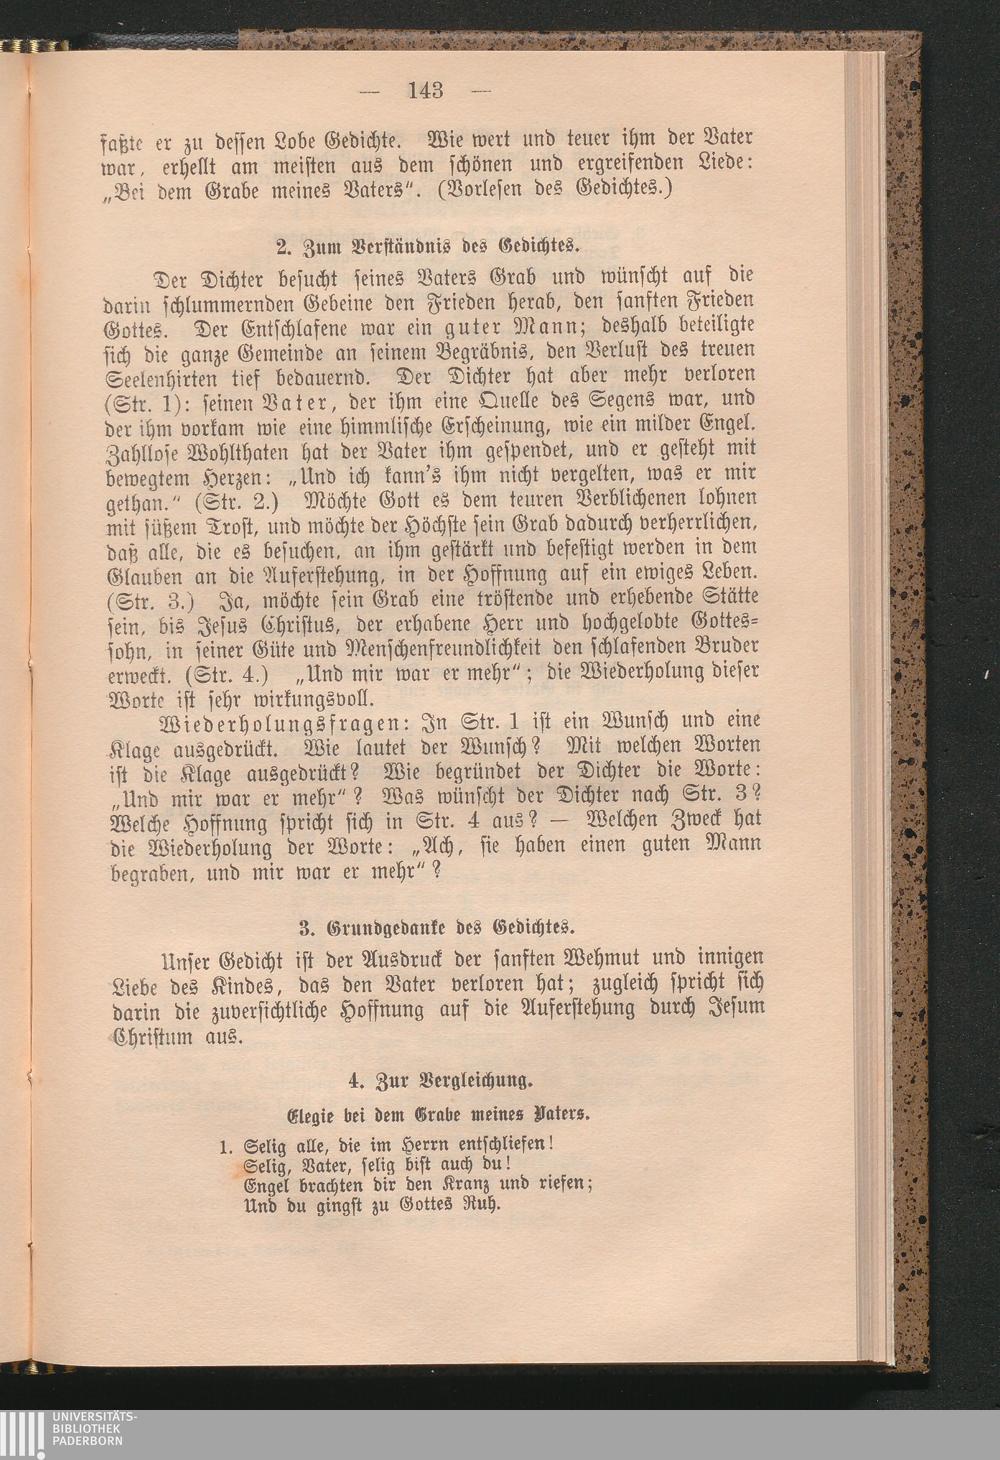 — 143 —
faßte er zu dessen Lobe Gedichte. Wie wert und teuer ihm der Vater
war, erhellt am meisten aus dem schönen und ergreifenden Liede:
„Bei dem Grabe meines Vaters“. (Vorlesen des Gedichtes.)
2. Zum Verständnis des Gedichtes.
Der Dichter besucht seines Vaters Grab und wünscht auf die
darin schlummernden Gebeine den Frieden herab, den sanften Frieden
Gottes. Der Entschlafene war ein guter Mann; deshalb beteiligte
sich die ganze Gemeinde an seinem Begräbnis, den Verlust des treuen
Seelenhirten tief bedauernd. Der Dichter hat aber mehr verloren
(Str. 1): seinen Vater, der ihm eine Quelle des Segens war, und
der ihm vorkam wie eine himmlische Erscheinung, wie ein milder Engel.
Zahllose Wohlthaten hat der Vater ihm gespendet, und er gesteht mit
bewegtem Herzen: „Und ich kann's ihm nicht vergelten, was er mir
gethan.“ (Str. 2.) Möchte Gott es dem teuren Verblichenen lohnen
mit süßem Trost, und möchte der Höchste sein Grab dadurch verherrlichen,
daß alle, die es besuchen, an ihm gestärkt und befestigt werden in dem
Glauben an die Auferstehung, in der Hoffnung auf ein ewiges Leben.
(Str. 3.) Ja, möchte sein Grab eine tröstende und erhebende Stätte
sein, bis Jesus Christus, der erhabene Herr und hochgelobte Gottes-
sohn, in seiner Güte und Menschenfreundlichkeit den schlafenden Bruder
erweckt. (Str. 4.) „Und mir war er mehr“; die Wiederholung dieser
Worte ist sehr wirkungsvoll.
Wiederholungsfragen: In Str. 1 ist ein Wunsch und eine
Klage ausgedrückt. Wie lautet der Wunsch? Mit welchen Worten
ist die Klage ausgedrückt? Wie begründet der Dichter die Worte:
„Und mir war er mehr“? Was wünscht der Dichter nach Str. 3?
Welche Hoffnung spricht sich in Str. 4 aus? — Welchen Zweck hat
die Wiederholung der Worte: „Ach, sie haben einen guten Mann
begraben, und mir war er mehr“?
3. Grundgedanke des Gedichtes.
Unser Gedicht ist der Ausdruck der sanften Wehmut und innigen
Liebe des Kindes, das den Vater verloren hat; zugleich spricht sich
darin die zuversichtliche Hoffnung auf die Auferstehung durch Jesum
Christum aus.
4. Zur Vergleichung.
Elegie bei dem Grabe meines Vaters.
1. Selig alle, die im Herrn entschliefen!
Selig, Vater, selig bist auch du!
Engel brachten dir den Kranz und riefen;
Und du gingst zu Gottes Ruh.
UNIVERSITÄTS-
BIBLIOTHEK
PADERBORN